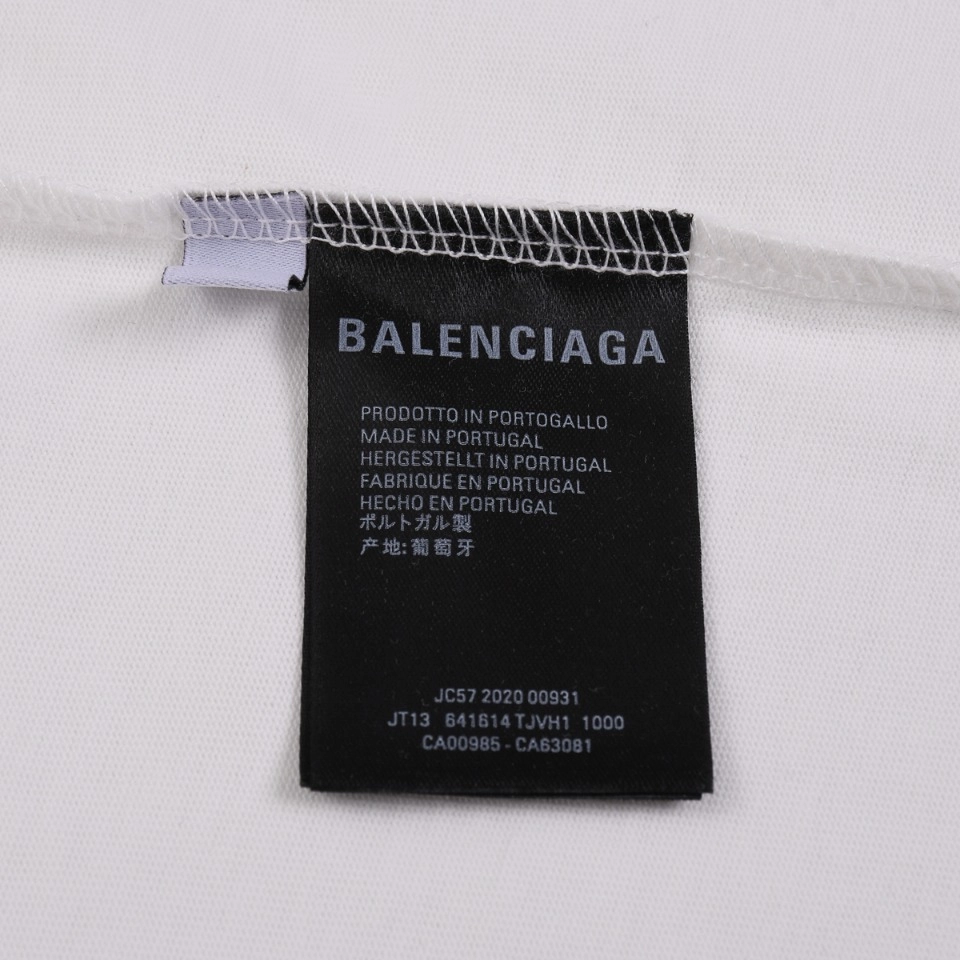 BALENCIAGA
PRODOTTO IN PORTOGALLO
MADE IN PORTUGAL
HERGESTELLT IN PORTUGAL
FABRIQUE EN PORTUGAL
HECHO EN PORTUGAL
ポルトガル製
产地:葡萄牙
JC57 2020 00931
JT13 641614 TJVH1 1000
CA00985 - CA63081